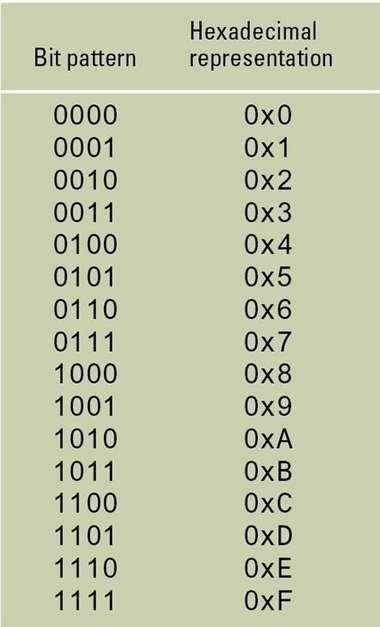 Hexadecimal
Bit pattern representation
0000 0x0
0001 0x1
0010 0x2
0011 0x3
0100 0x4
0101 0x5
0110 0x6
0111 0x7
1000 0x8
1001 0x9
1010 0xA
1011 0xB
1100 0xC
1101 0xD
1110 0xE
1111 0xF